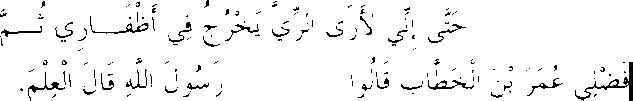 حَتَّى إِنِّي لَأَرَى الرِّيَّ يَخْرُجُ فِي أَظْفَارِي ثُمَّ
فَضْلِي عُمَرَ بْنَ الْخَطَّابِ قَالُوا رَسُولَ اللَّهِ قَالَ الْعِلْمَ.